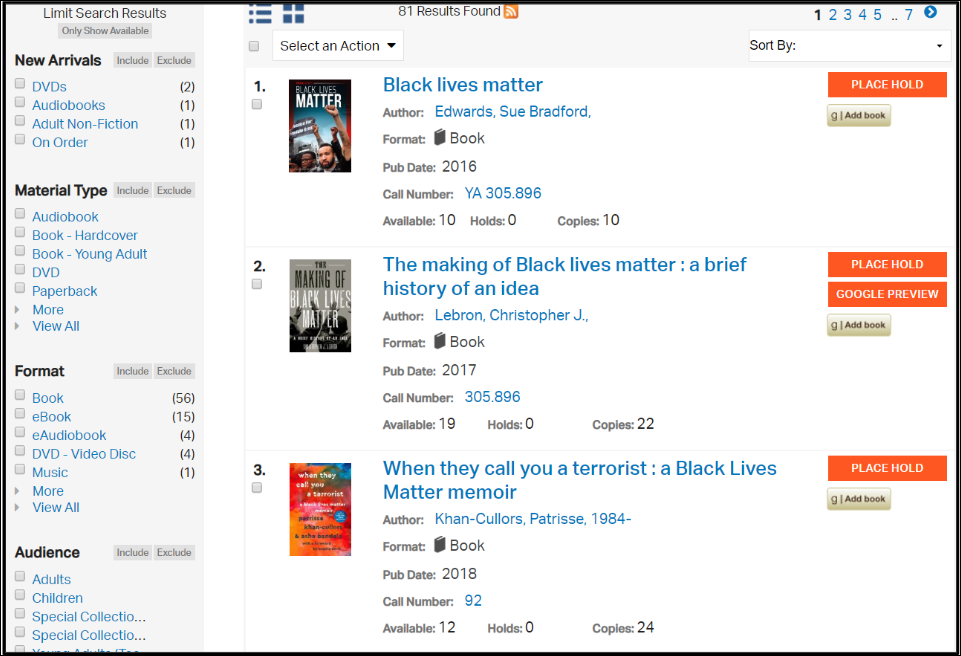 Limit Search Results
Only Show Available
New Arrivals Include Exclude
DVDs (2)
Audiobooks (1)
Adult Non-Fiction (1)
On Order (1)
Material Type Include Exclude
Audiobook
Book - Hardcover
Book - Young Adult
DVD
Paperback
More
View All
Format Include Exclude
Book (56)
eBook (15)
eAudiobook (4)
DVD - Video Disc (4)
Music (1)
More
View All
Audience Include Exclude
Adults
Children
Special Collectio...
Special Collectio...
81 Results Found
1 2 3 4 5 .. 7
Select an Action
Sort By:
1.
BLACK LIVES
MATTER
Black lives matter
Author: Edwards, Sue Bradford,
Format: Book
Pub Date: 2016
Call Number: YA 305.896
Available: 10 Holds: 0 Copies: 10
PLACE HOLD
g | Add book
2.
THE
MAKING OF
BLACK LIVES
MATTER
The making of Black lives matter : a brief
history of an idea
Author: Lebron, Christopher J.,
Format: Book
Pub Date: 2017
Call Number: 305.896
Available: 19 Holds: 0 Copies: 22
PLACE HOLD
GOOGLE PREVIEW
g | Add book
3.
when they
call you
a terrorist
a black lives matter
memoir
patrisse
khan-cullors
& asha bandele
When they call you a terrorist : a Black Lives
Matter memoir
Author: Khan-Cullors, Patrisse, 1984-
Format: Book
Pub Date: 2018
Call Number: 92
Available: 12 Holds: 0 Copies: 24
PLACE HOLD
g | Add book